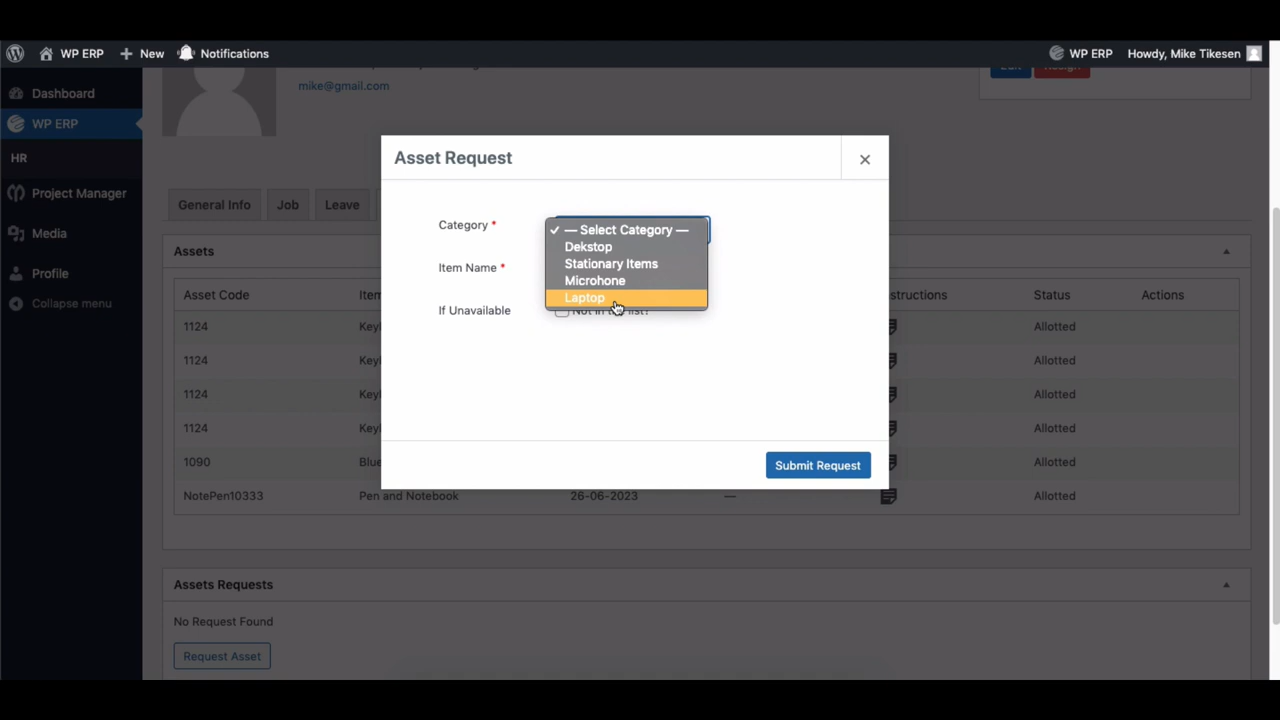 WP ERP
New
Notifications
WP ERP
Howdy, Mike Tikesen
Dashboard
WP ERP
HR
Project Manager
Media
Profile
Collapse menu
mike@gmail.com
General Info
Job
Leave
Asset Request
Category *
— Select Category —
Dekstop
Stationary Items
Microhone
Laptop
Item Name *
If Unavailable
Submit Request
Assets
Asset Code
Status
Actions
1124
Allotted
1124
Allotted
1124
Allotted
1124
Allotted
1090
Allotted
NotePen10333 Pen and Notebook 26-06-2023 — Allotted
Assets Requests
No Request Found
Request Asset